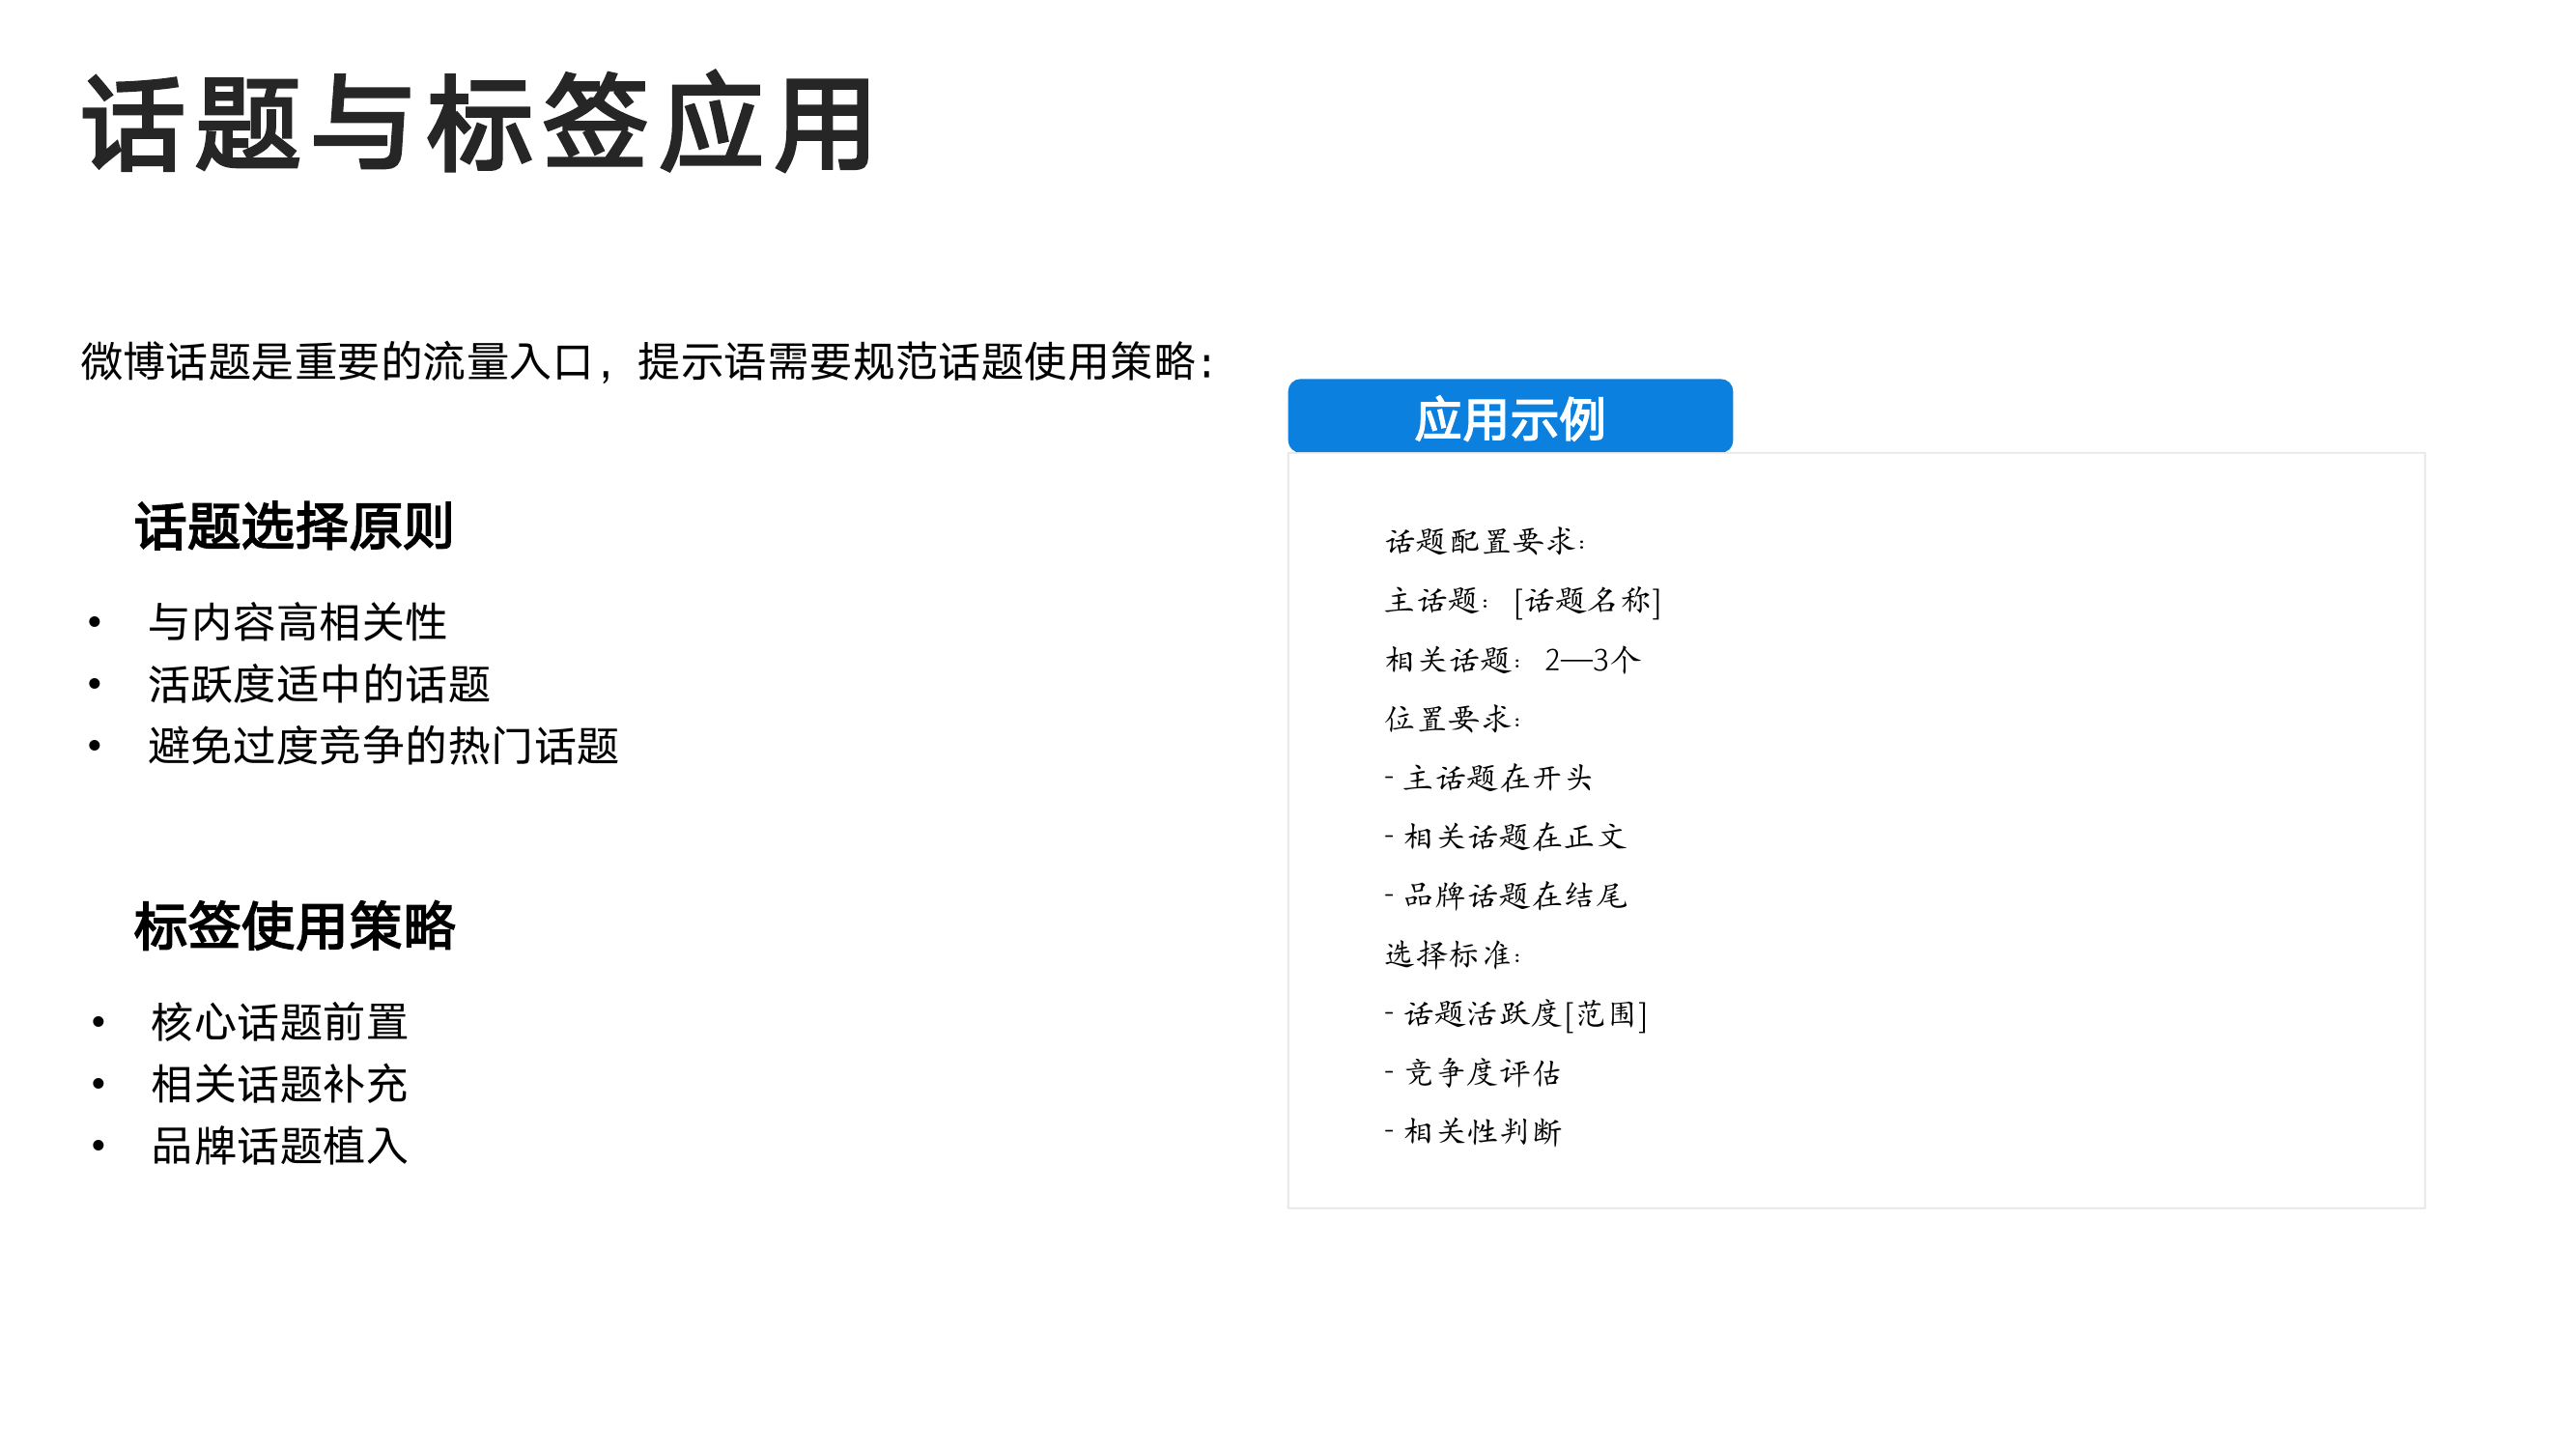 话题与标签应用
微博话题是重要的流量入口，提示语需要规范话题使用策略：
话题选择原则
• 与内容高相关性
• 活跃度适中的话题
• 避免过度竞争的热门话题
标签使用策略
• 核心话题前置
• 相关话题补充
• 品牌话题植入
应用示例
话题配置要求：
主话题：[话题名称]
相关话题：2—3个
位置要求：
- 主话题在开头
- 相关话题在正文
- 品牌话题在结尾
选择标准：
- 话题活跃度[范围]
- 竞争度评估
- 相关性判断